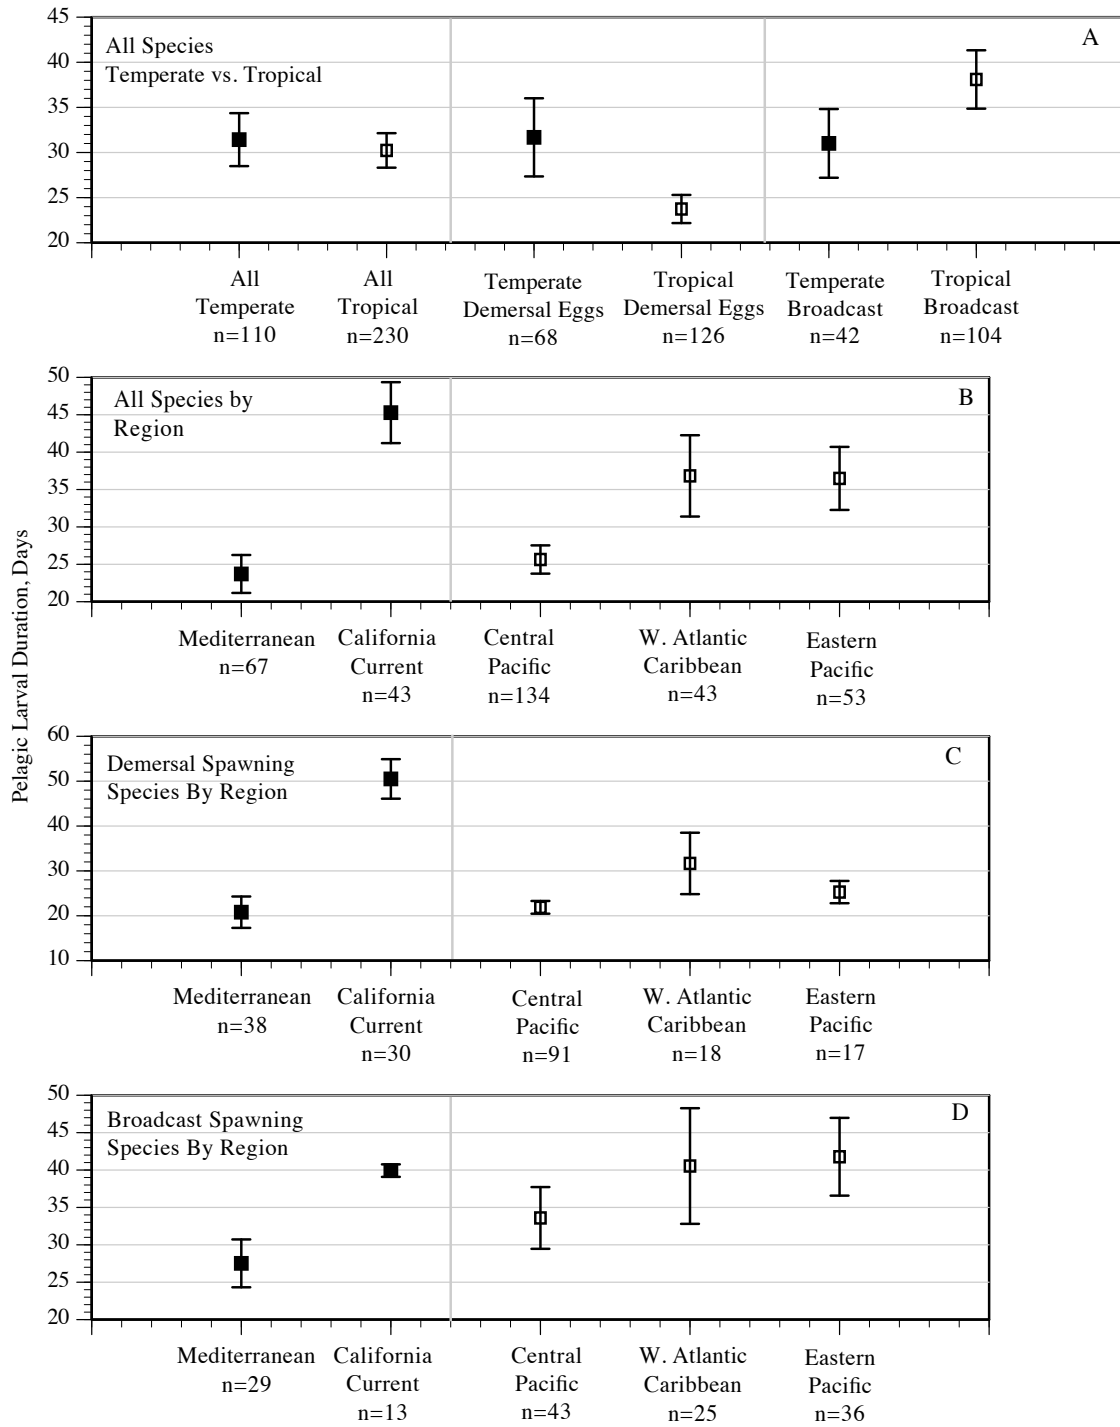 45
40
35
30
25
20
All Species
Temperate vs. Tropical
A
All
Temperate
n=110
All
Tropical
n=230
Temperate
Demersal Eggs
n=68
Tropical
Demersal Eggs
n=126
Temperate
Broadcast
n=42
Tropical
Broadcast
n=104
Pelagic Larval Duration, Days
50
45
40
35
30
25
20
All Species by
Region
B
Mediterranean
n=67
California
Current
n=43
Central
Pacific
n=134
W. Atlantic
Caribbean
n=43
Eastern
Pacific
n=53
60
50
40
30
20
10
Demersal Spawning
Species By Region
C
Mediterranean
n=38
California
Current
n=30
Central
Pacific
n=91
W. Atlantic
Caribbean
n=18
Eastern
Pacific
n=17
50
45
40
35
30
25
20
Broadcast Spawning
Species By Region
D
Mediterranean
n=29
California
Current
n=13
Central
Pacific
n=43
W. Atlantic
Caribbean
n=25
Eastern
Pacific
n=36